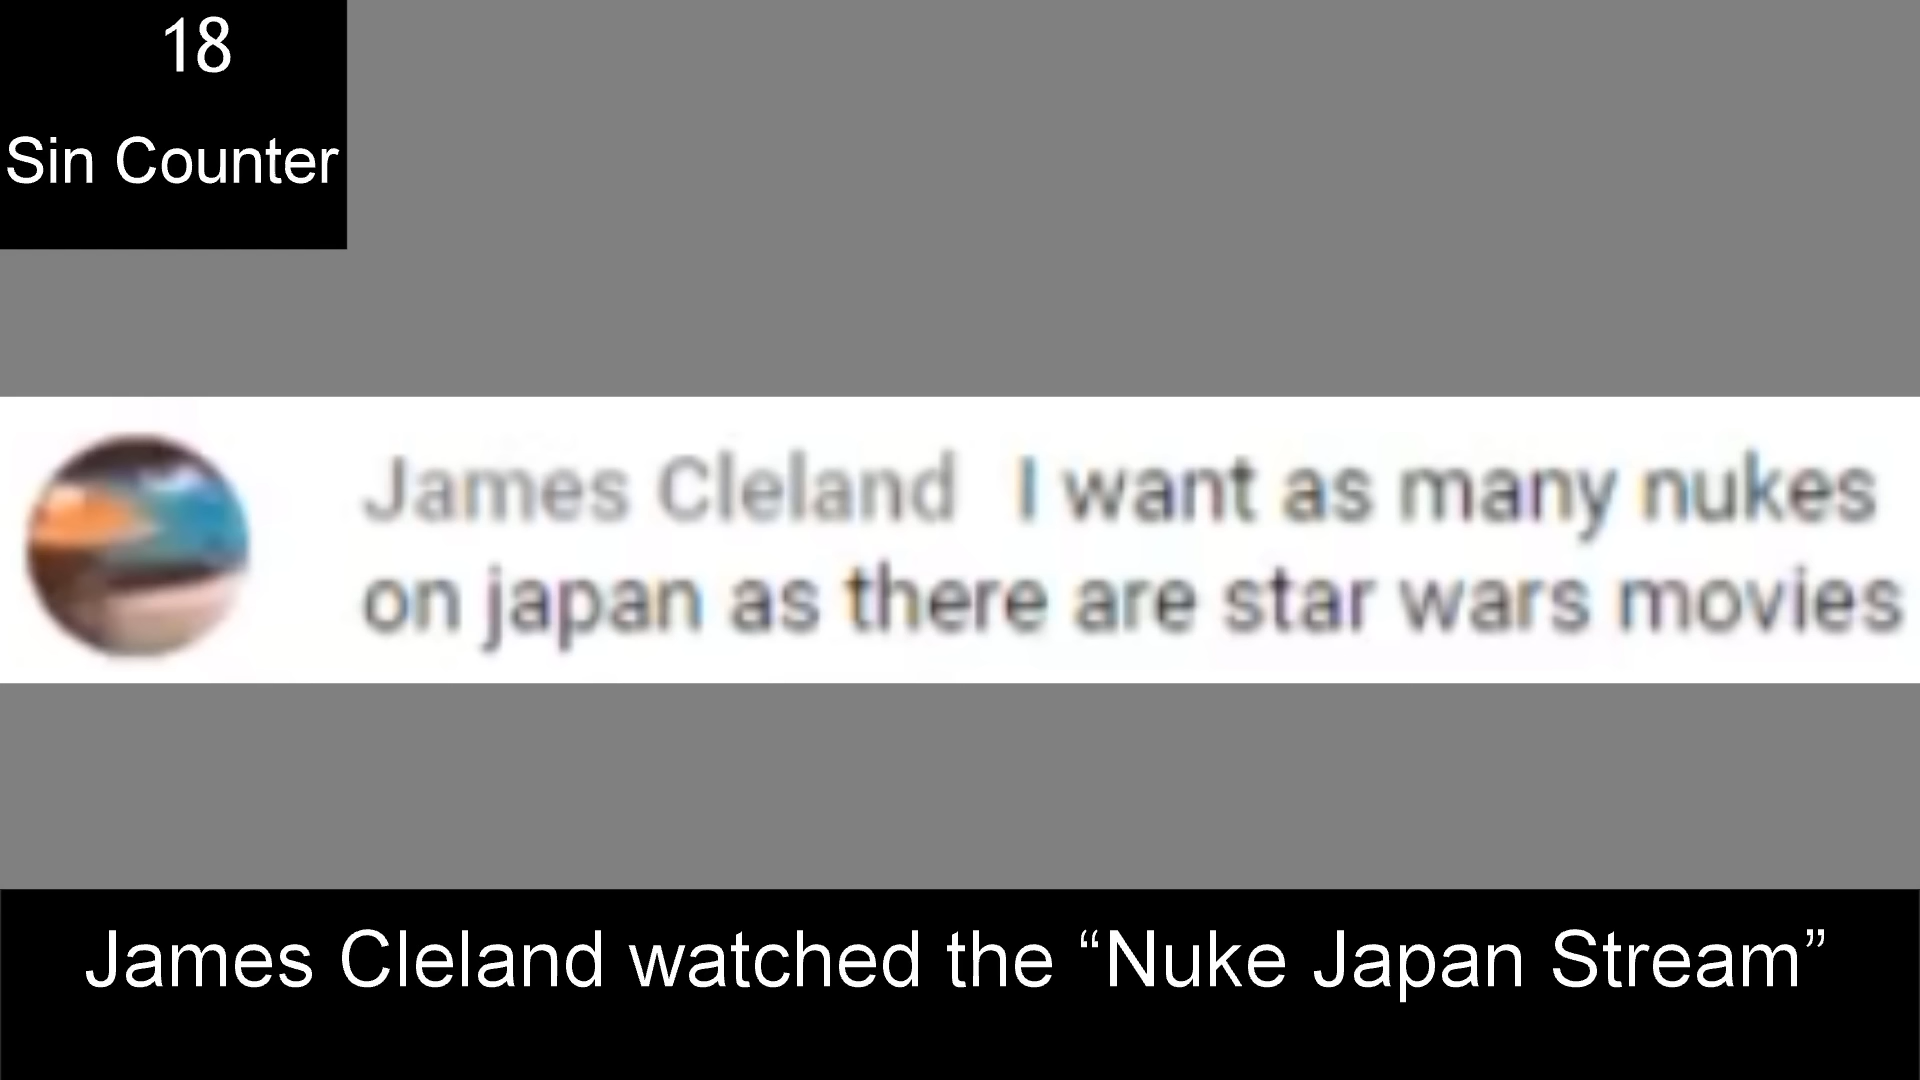 18
Sin Counter
James Cleland I want as many nukes
on japan as there are star wars movies
James Cleland watched the “Nuke Japan Stream”